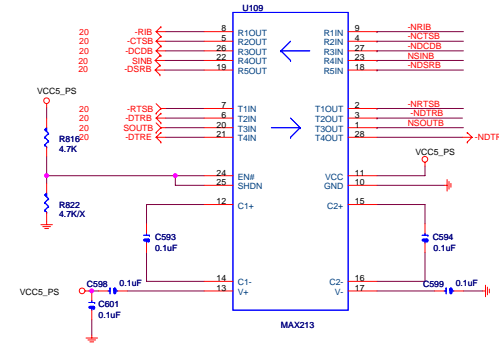 U109
20 -RIB 8 R1OUT R1IN 9 -NRIB
20 -CTSB 5 R2OUT R2IN 4 -NCTSB
20 -DCDB 26 R3OUT R3IN 27 -NDCDB
20 SINB 22 R4OUT R4IN 23 NSINB
20 -DSRB 19 R5OUT R5IN 18 -NDSRB
VCC5_PS
20 -RTSB 7 T1IN T1OUT 2 -NRTSB
20 -DTRB 6 T2IN T2OUT 3 -NDTRB
20 SOUTB 20 T3IN T3OUT 1 NSOUTB
20 -DTRE 21 T4IN T4OUT 28 -NDTR
R816
4.7K
VCC5_PS
24 EN# VCC 11
25 SHDN GND 10
R822
4.7K/X
12 C1+ C2+ 15
C593
0.1uF
C594
0.1uF
14 C1- C2- 16
13 V+ V- 17
VCC5_PS C598 0.1uF
C599 0.1uF
C601
0.1uF
MAX213